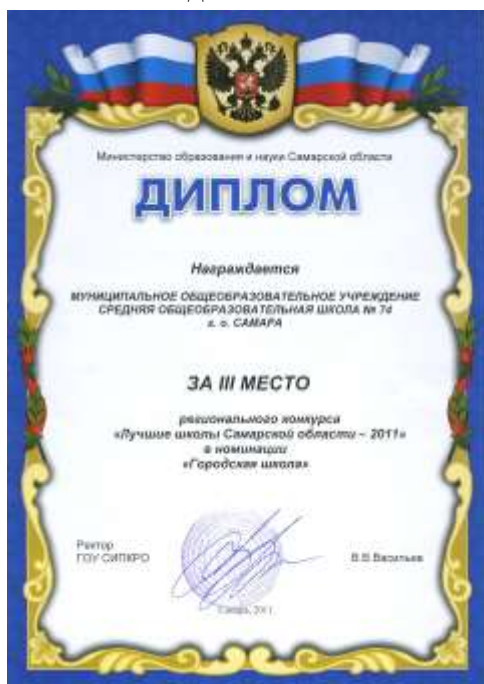 Министерство образования и науки Самарской области
ДИПЛОМ
Награждается
МУНИЦИПАЛЬНОЕ ОБЩЕОБРАЗОВАТЕЛЬНОЕ УЧРЕЖДЕНИЕ
СРЕДНЯЯ ОБЩЕОБРАЗОВАТЕЛЬНАЯ ШКОЛА № 74
г. о. САМАРА
ЗА III МЕСТО
регионального конкурса
«Лучшие школы Самарской области – 2011»
в номинации
«Городская школа»
Ректор
ГОУ СИПКРО
В.В.Васильев
Самара, 2011